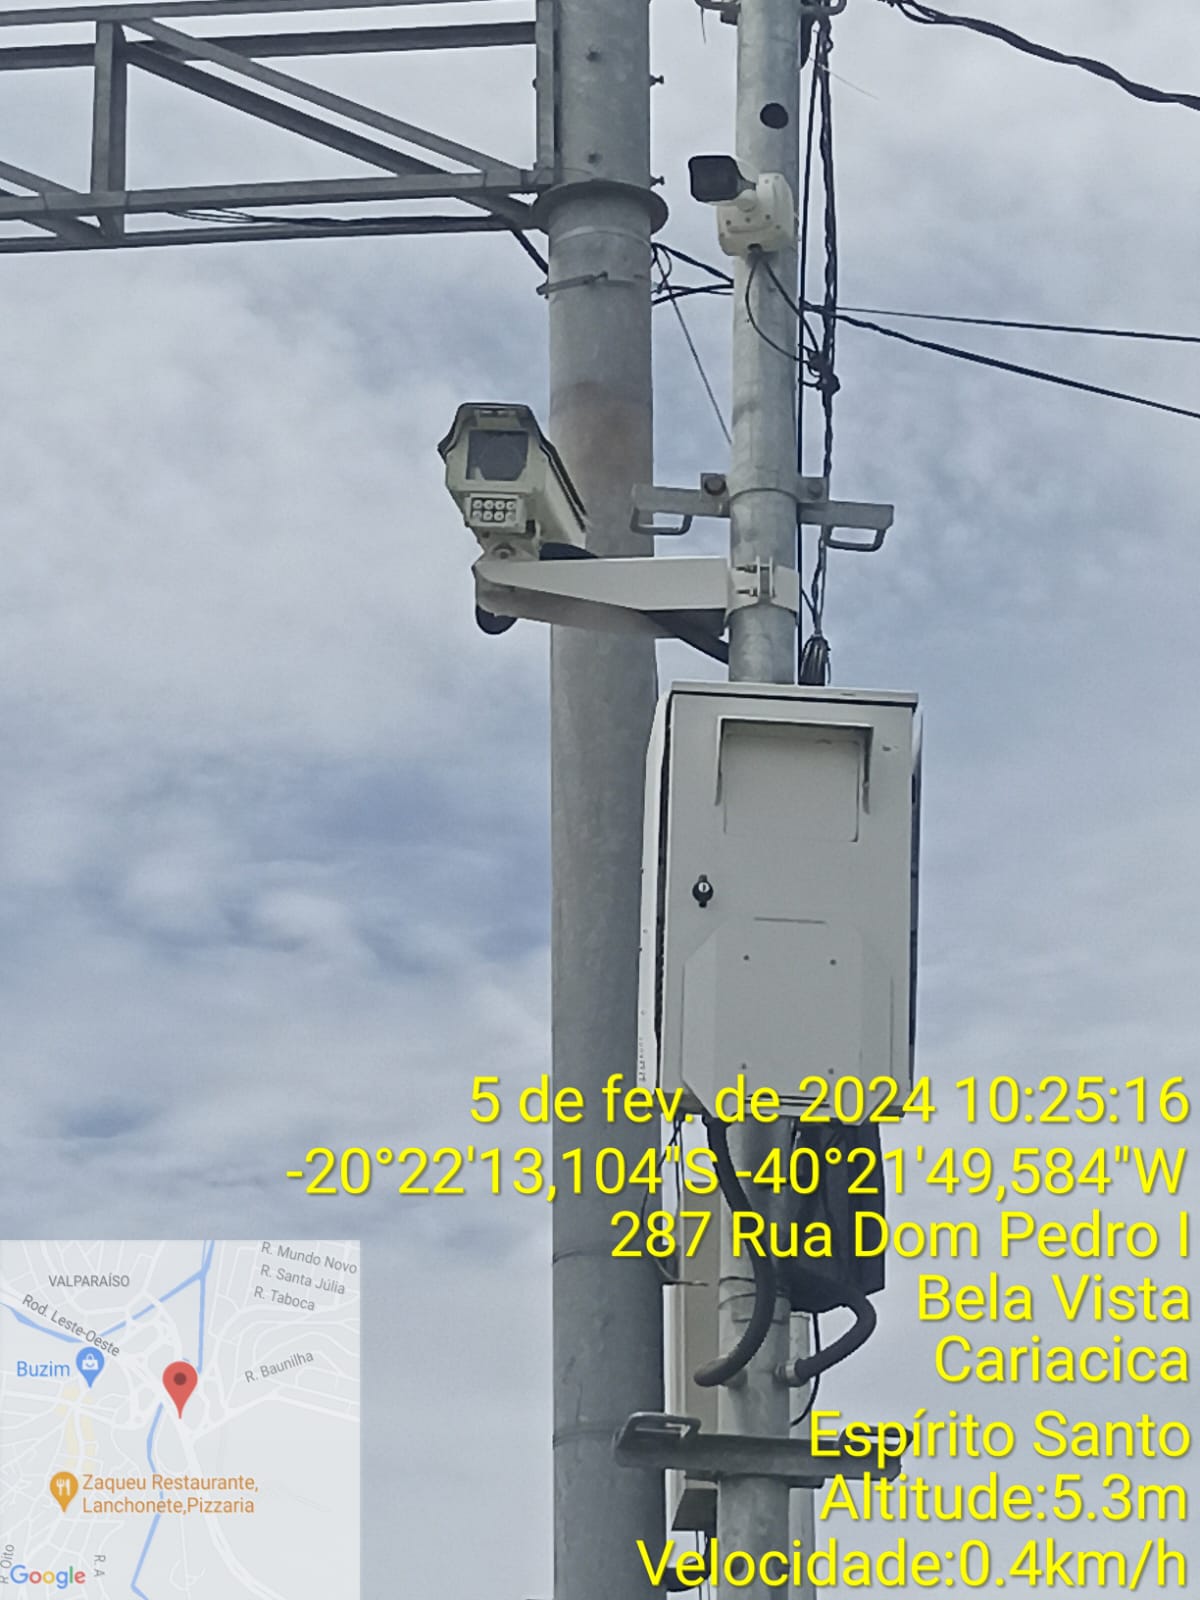 5 de fev. de 2024 10:25:16
-20°22'13,104"S -40°21'49,584"W
287 Rua Dom Pedro I
Bela Vista
Cariacica
Espírito Santo
Altitude:5.3m
Velocidade:0.4km/h
R. Mundo Novo
VALPARAÍSO
R. Santa Júlia
R. Taboca
Rod. Leste-Oeste
Buzim
R. Baunilha
Zaqueu Restaurante,
Lanchonete,Pizzaria
R. A
Oito
Google